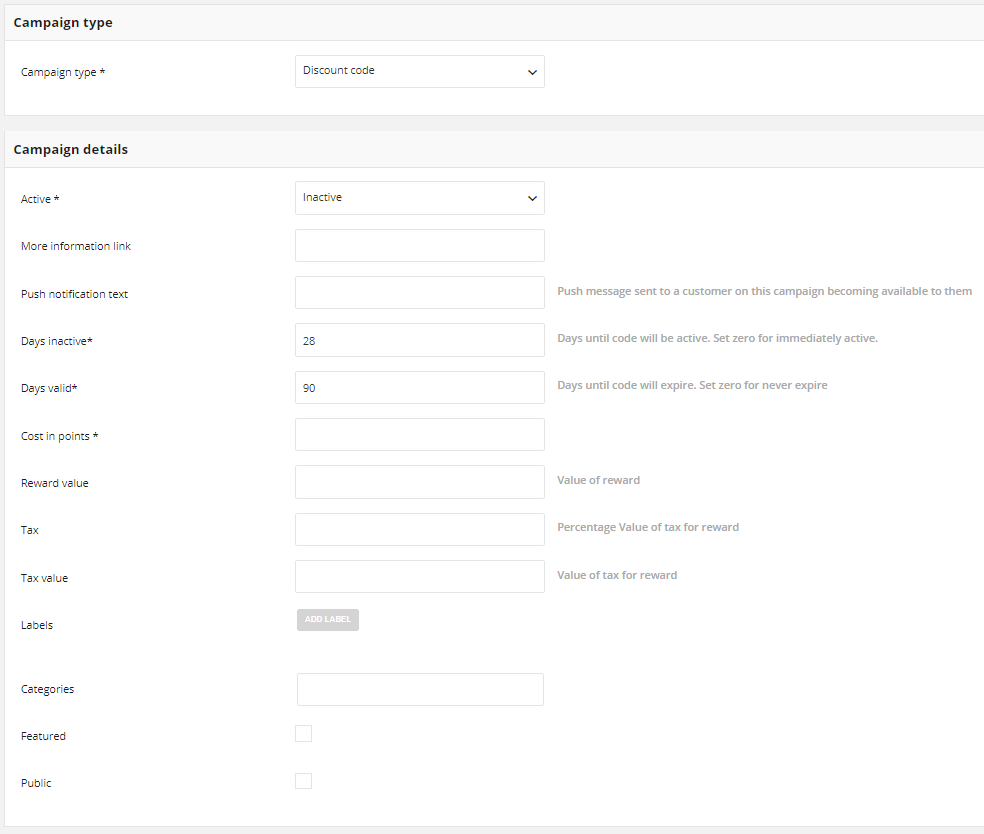 Campaign type
Campaign type * Discount code
Campaign details
Active * Inactive
More information link
Push notification text Push message sent to a customer on this campaign becoming available to them
Days inactive* 28 Days until code will be active. Set zero for immediately active.
Days valid* 90 Days until code will expire. Set zero for never expire
Cost in points *
Reward value Value of reward
Tax Percentage Value of tax for reward
Tax value Value of tax for reward
Labels ADD LABEL
Categories
Featured
Public